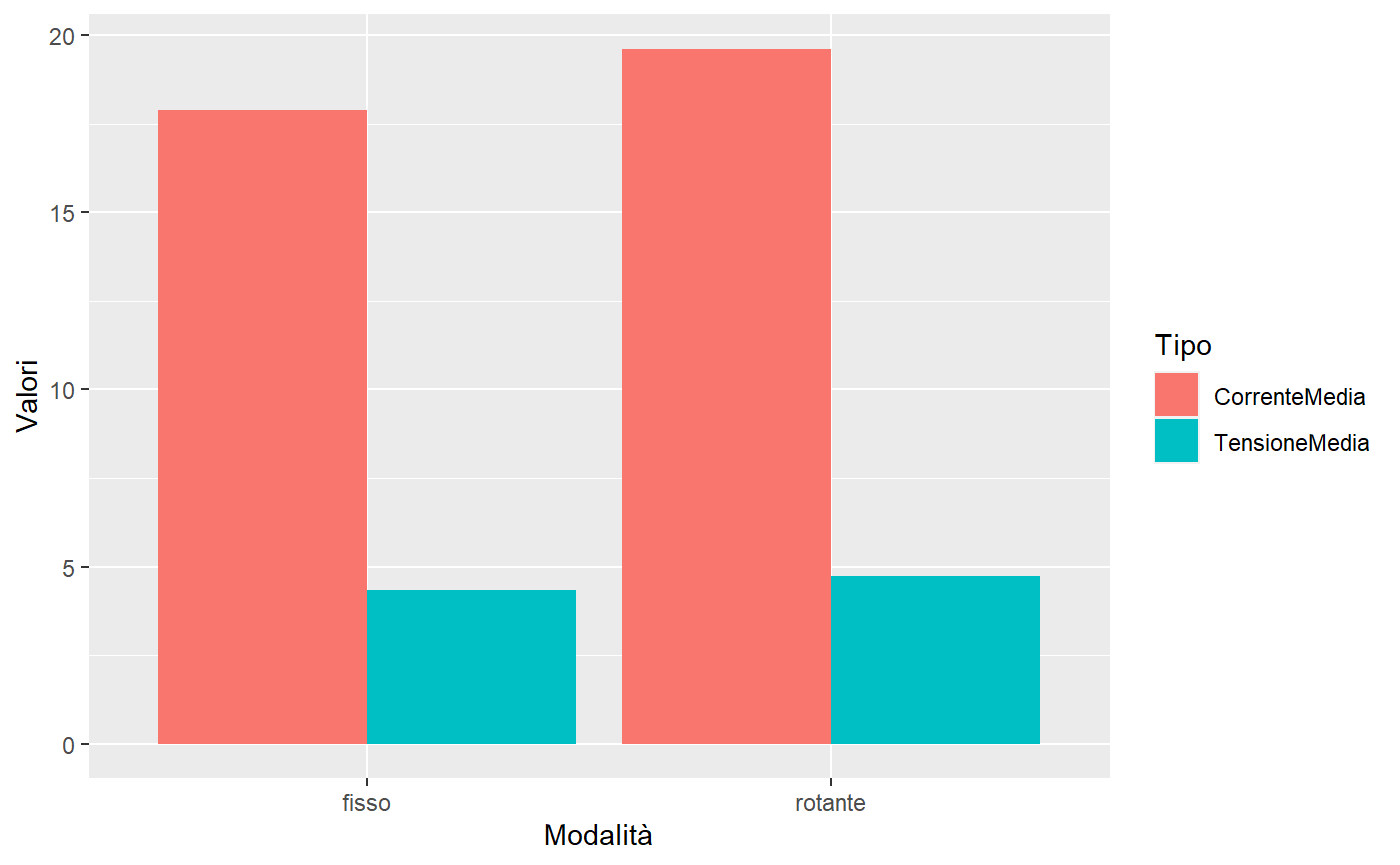 20
15
10
5
0
Valori
fisso
rotante
Modalità
Tipo
CorrenteMedia
TensioneMedia